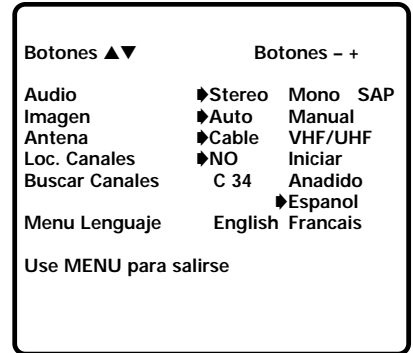 Botones ▲▼ Botones – +
Audio ➧Stereo Mono SAP
Imagen ➧Auto Manual
Antena ➧Cable VHF/UHF
Loc. Canales ➧NO Iniciar
Buscar Canales C 34 Anadido
➧Espanol
Menu Lenguaje English Francais
Use MENU para salirse